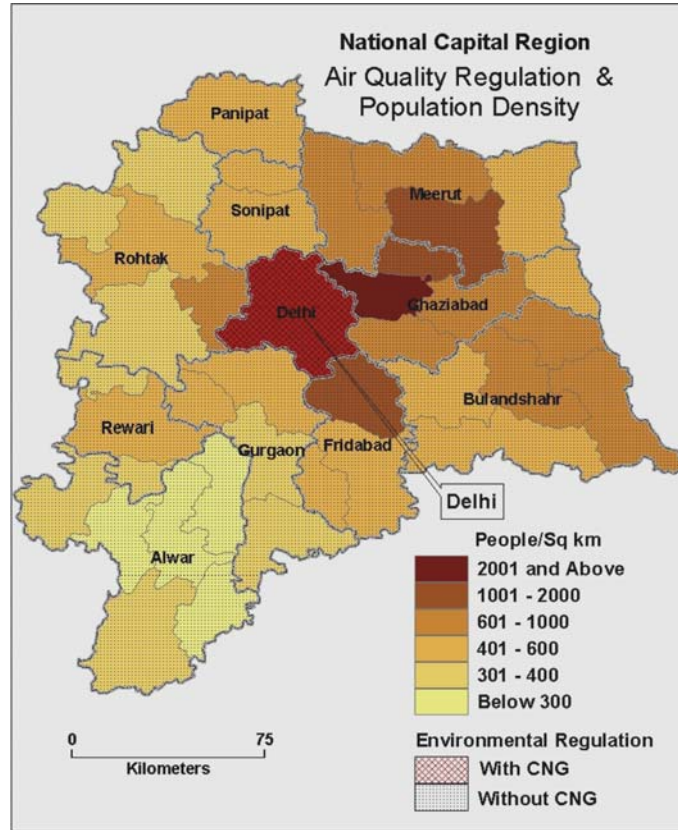 National Capital Region
Air Quality Regulation &
Population Density
Panipat
Meerut
Sonipat
Rohtak
Delhi
Ghaziabad
Bulandshahr
Rewari
Gurgaon
Fridabad
Delhi
Alwar
People/Sq km
2001 and Above
1001 - 2000
601 - 1000
401 - 600
301 - 400
Below 300
0 75
Kilometers
Environmental Regulation
With CNG
Without CNG